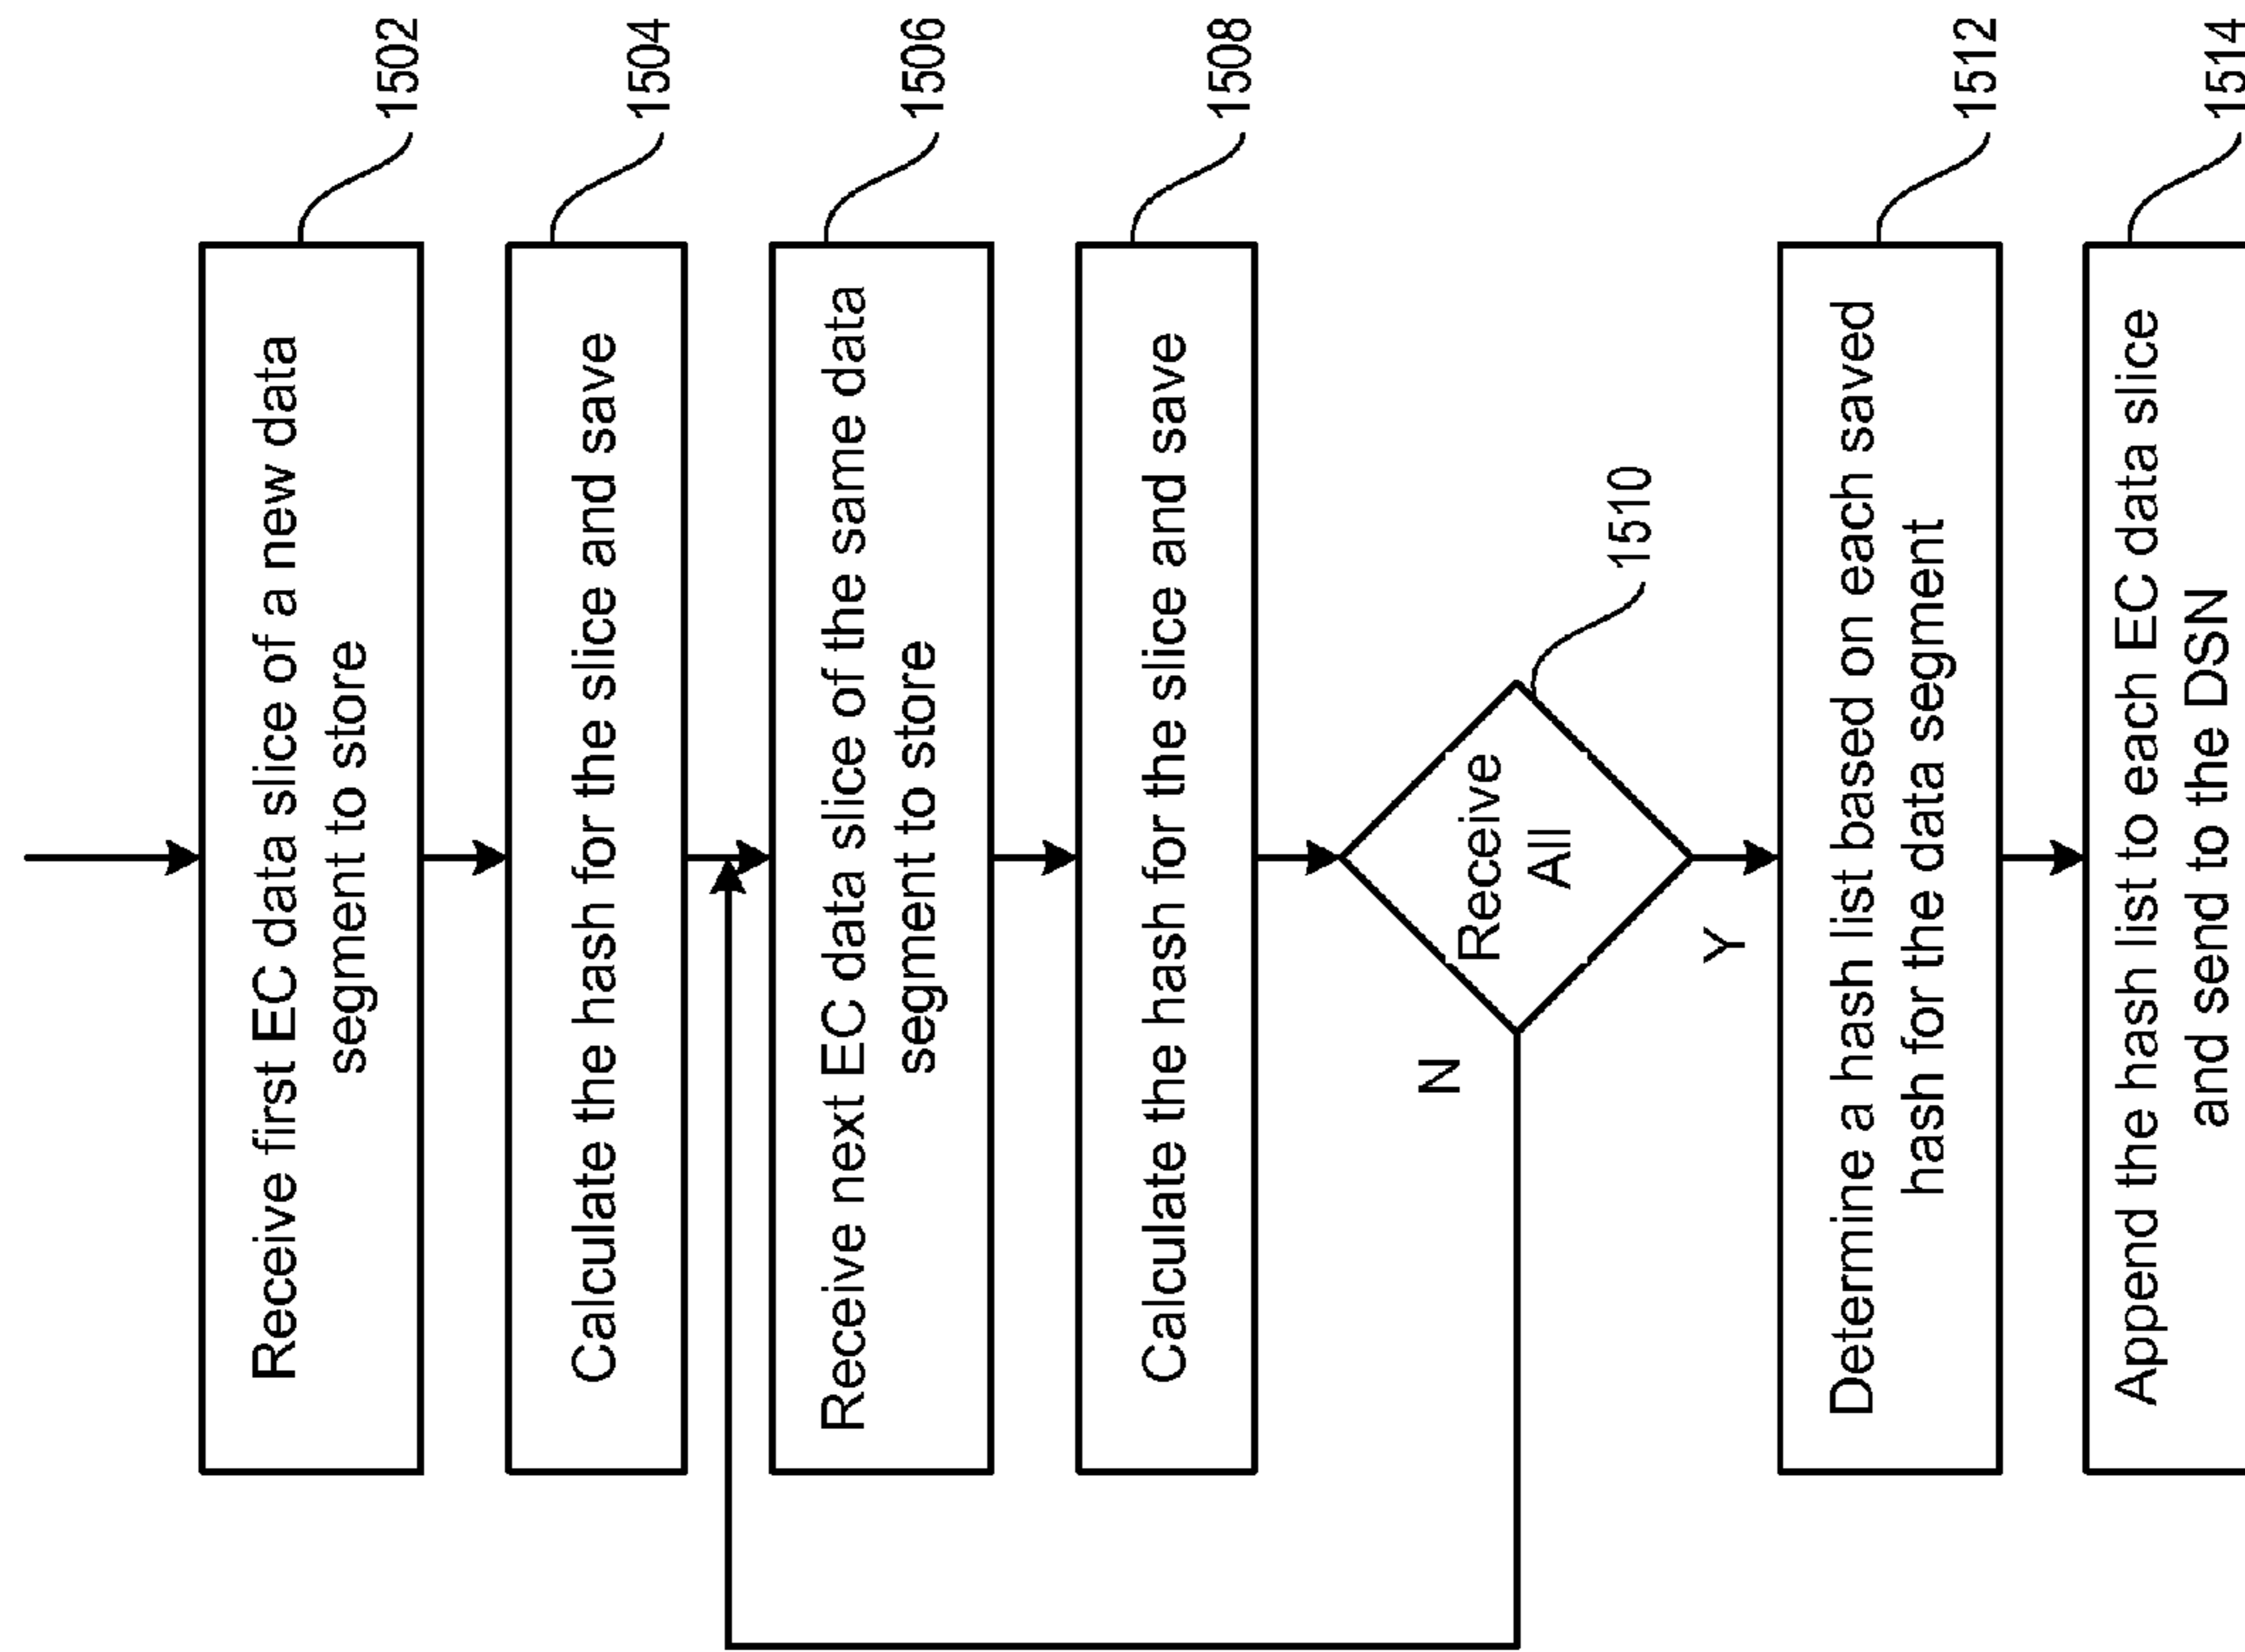 Receive first EC data slice of a new data
segment to store
1502
Calculate the hash for the slice and save
1504
Receive next EC data slice of the same data
segment to store
1506
Calculate the hash for the slice and save
1508
Receive
All
1510
N
Y
Determine a hash list based on each saved
hash for the data segment
1512
Append the hash list to each EC data slice
and send to the DSN
1514